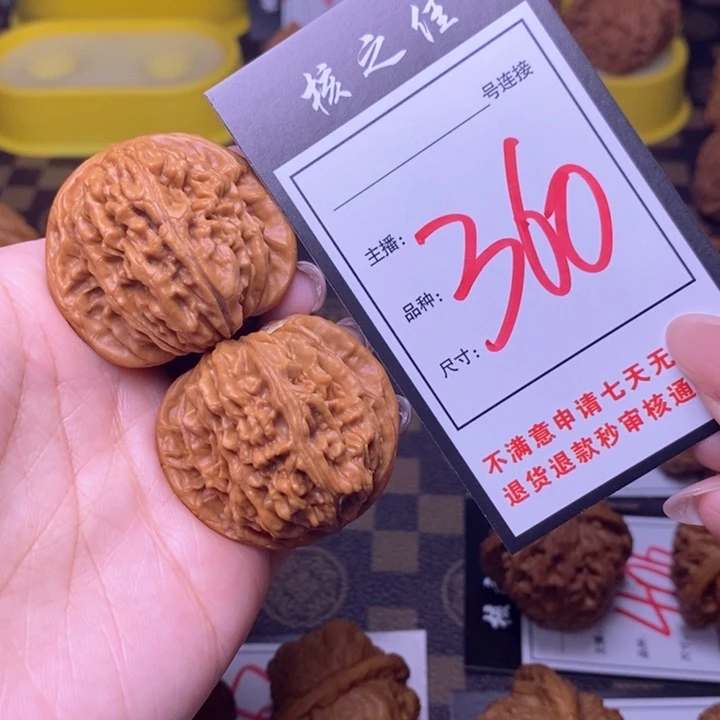 核之佳
号连接
主播：
品种：
尺寸：
360
不满意申请七天无
退货退款秒审核通
核